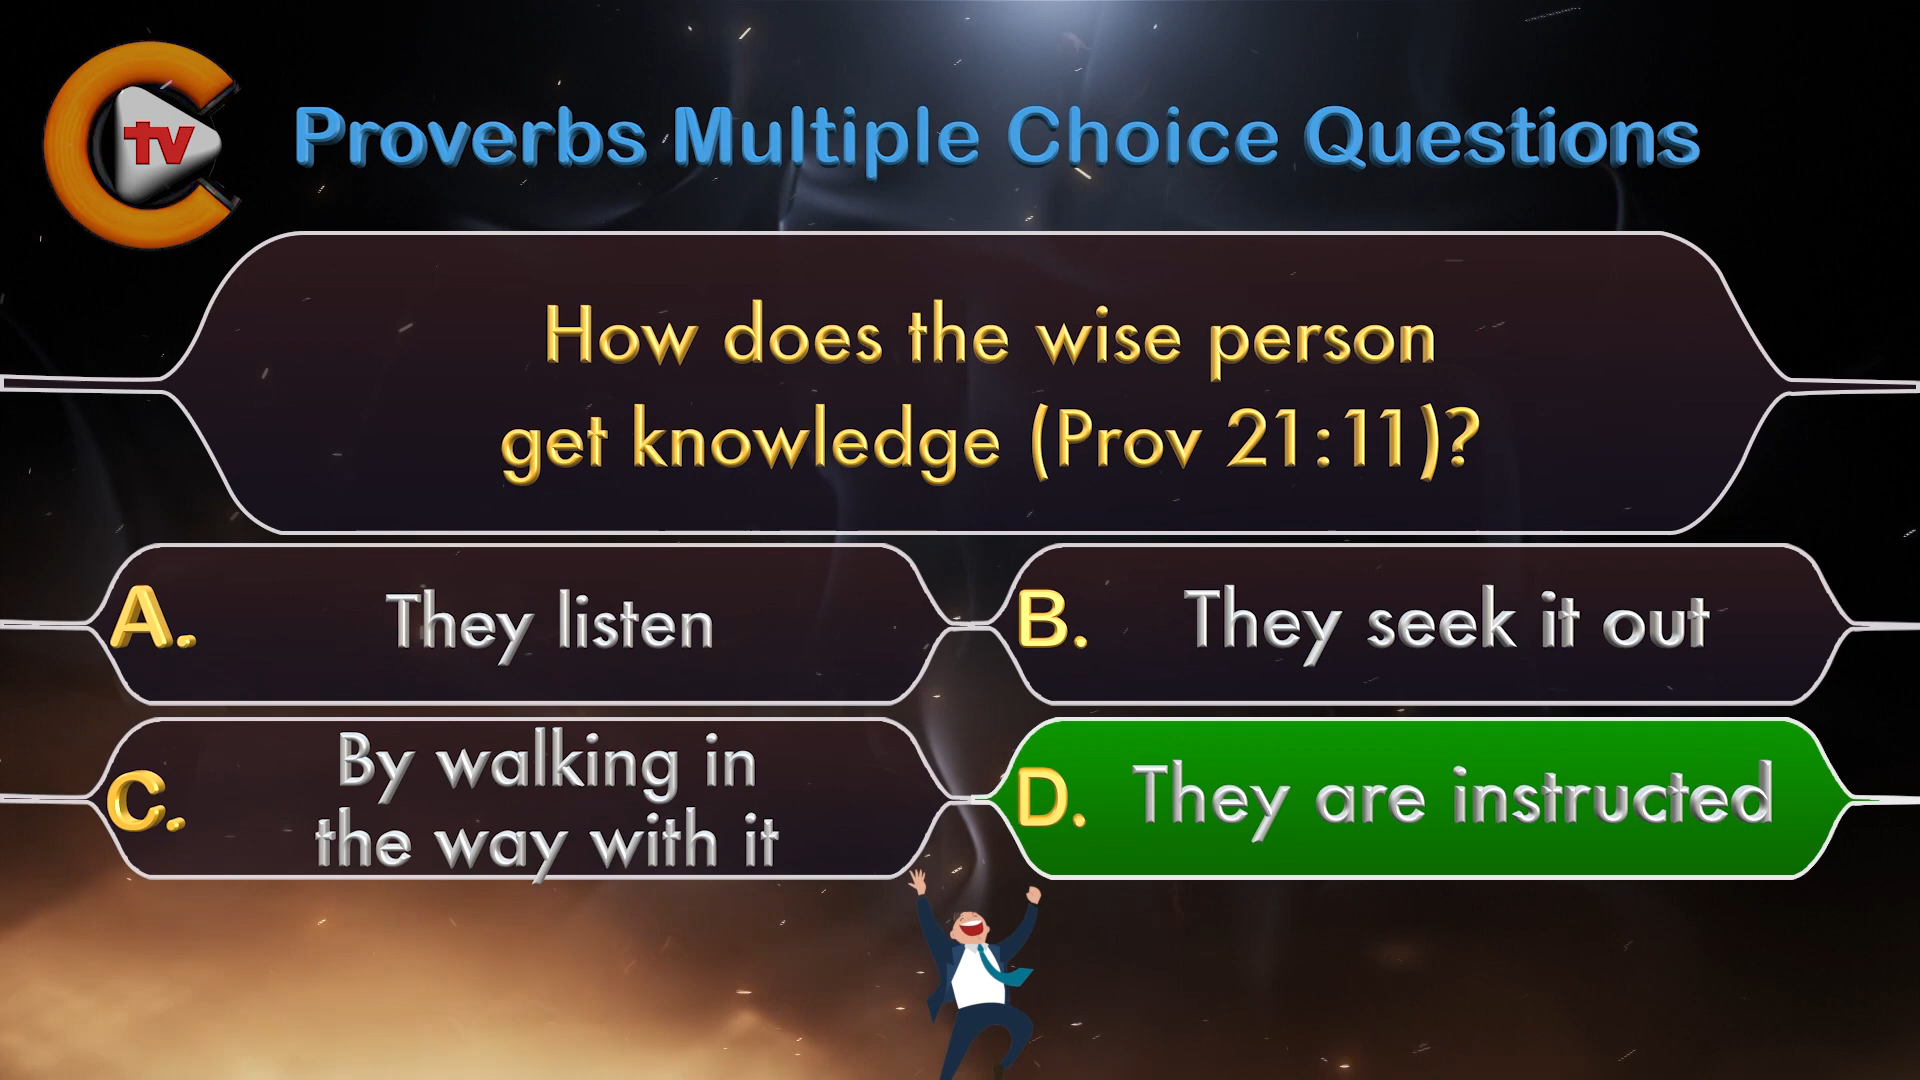 tv
Proverbs Multiple Choice Questions
How does the wise person
get knowledge (Prov 21:11)?
A. They listen
B. They seek it out
C. By walking in
the way with it
D. They are instructed